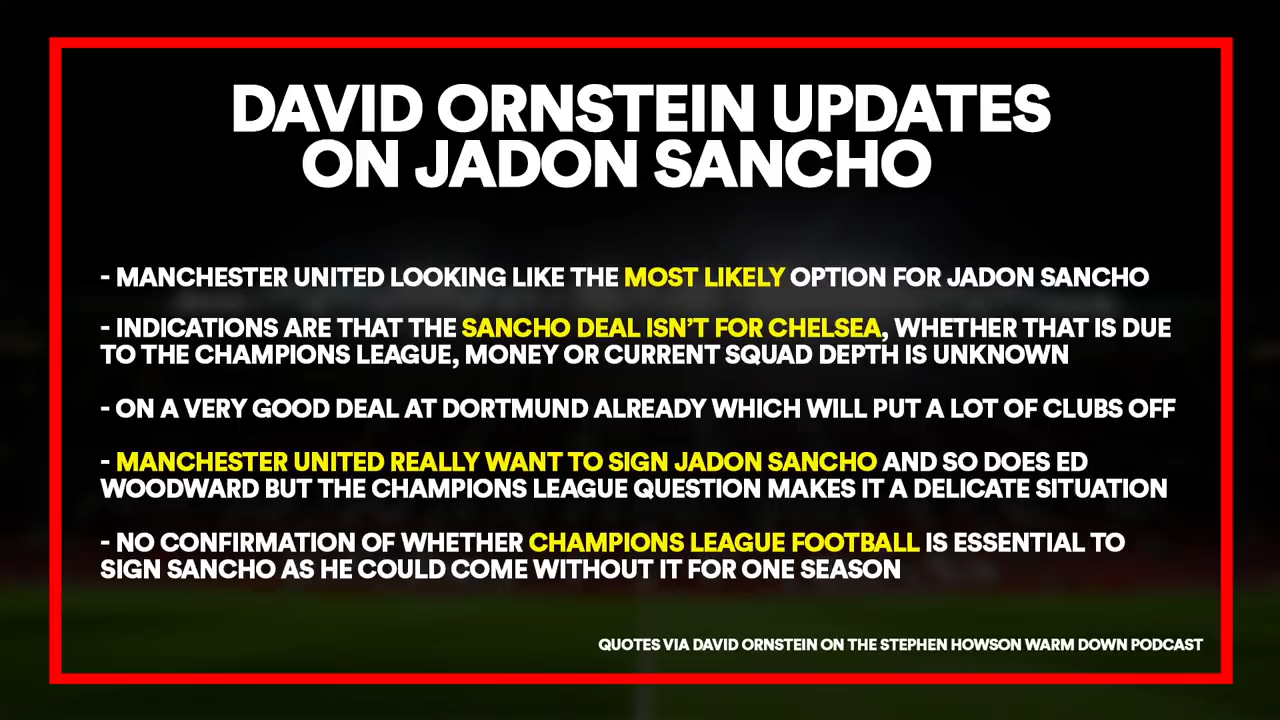 DAVID ORNSTEIN UPDATES
ON JADON SANCHO
- MANCHESTER UNITED LOOKING LIKE THE MOST LIKELY OPTION FOR JADON SANCHO
- INDICATIONS ARE THAT THE SANCHO DEAL ISN'T FOR CHELSEA, WHETHER THAT IS DUE
TO THE CHAMPIONS LEAGUE, MONEY OR CURRENT SQUAD DEPTH IS UNKNOWN
- ON A VERY GOOD DEAL AT DORTMUND ALREADY WHICH WILL PUT A LOT OF CLUBS OFF
- MANCHESTER UNITED REALLY WANT TO SIGN JADON SANCHO AND SO DOES ED
WOODWARD BUT THE CHAMPIONS LEAGUE QUESTION MAKES IT A DELICATE SITUATION
- NO CONFIRMATION OF WHETHER CHAMPIONS LEAGUE FOOTBALL IS ESSENTIAL TO
SIGN SANCHO AS HE COULD COME WITHOUT IT FOR ONE SEASON
QUOTES VIA DAVID ORNSTEIN ON THE STEPHEN HOWSON WARM DOWN PODCAST